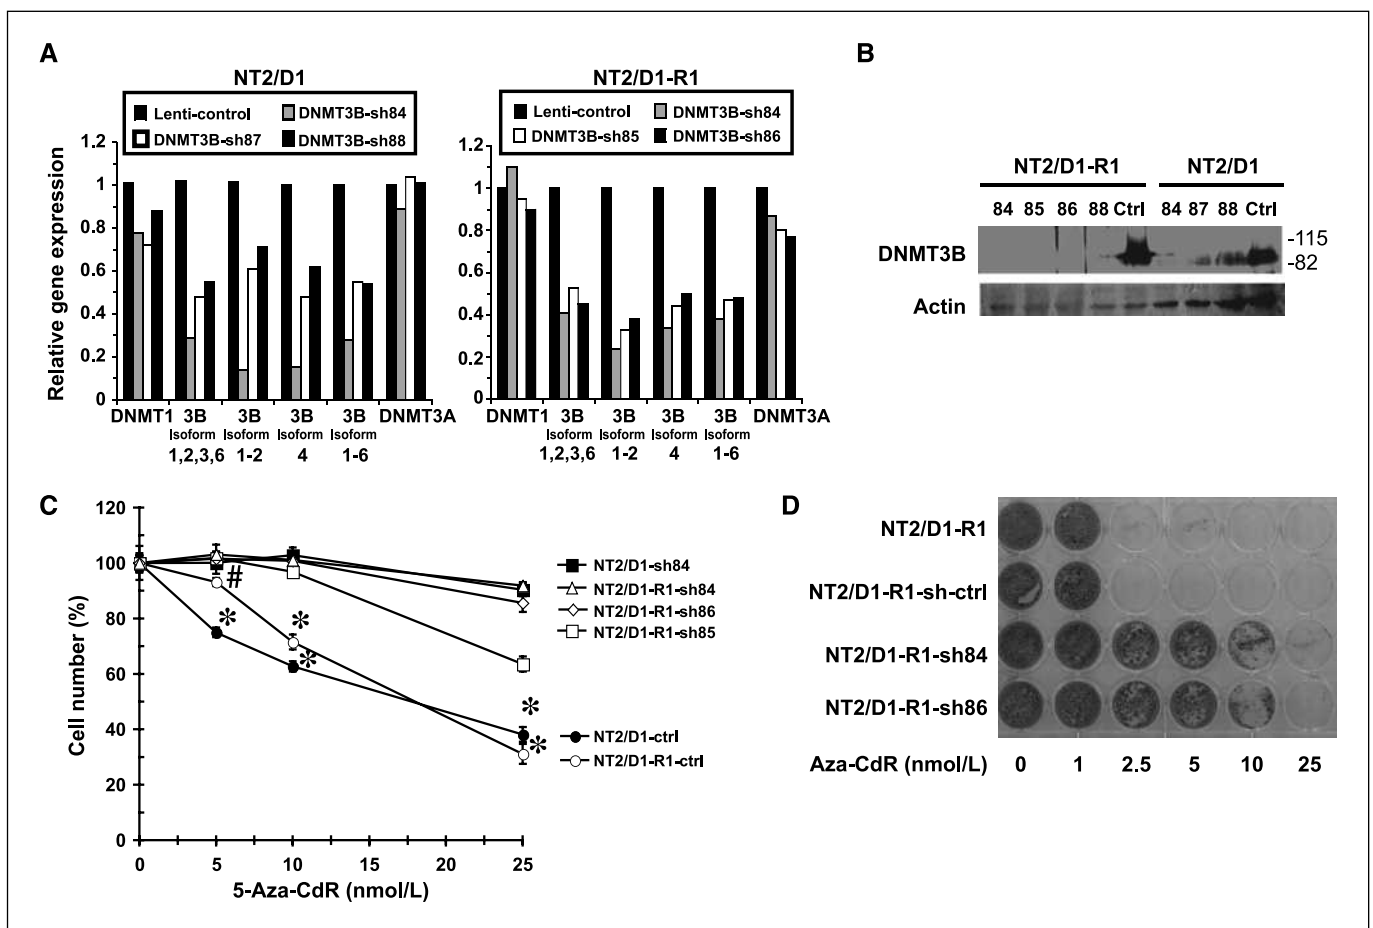 A
NT2/D1
Lenti-control
DNMT3B-sh84
DNMT3B-sh87
DNMT3B-sh88
Relative gene expression
1.2
1
0.8
0.6
0.4
0.2
0
DNMT1
3B
Isoform
1,2,3,6
3B
Isoform
1-2
3B
Isoform
4
3B
Isoform
1-6
DNMT3A
NT2/D1-R1
Lenti-control
DNMT3B-sh84
DNMT3B-sh85
DNMT3B-sh86
1.2
1
0.8
0.6
0.4
0.2
0
DNMT1
3B
Isoform
1,2,3,6
3B
Isoform
1-2
3B
Isoform
4
3B
Isoform
1-6
DNMT3A
B
NT2/D1-R1 NT2/D1
84 85 86 88 Ctrl 84 87 88 Ctrl
DNMT3B
-115
-82
Actin
C
Cell number (%)
120
100
80
60
40
20
0
# * * * * *
0 5 10 15 20 25
5-Aza-CdR (nmol/L)
NT2/D1-sh84
NT2/D1-R1-sh84
NT2/D1-R1-sh86
NT2/D1-R1-sh85
NT2/D1-ctrl
NT2/D1-R1-ctrl
D
NT2/D1-R1
NT2/D1-R1-sh-ctrl
NT2/D1-R1-sh84
NT2/D1-R1-sh86
Aza-CdR (nmol/L) 0 1 2.5 5 10 25